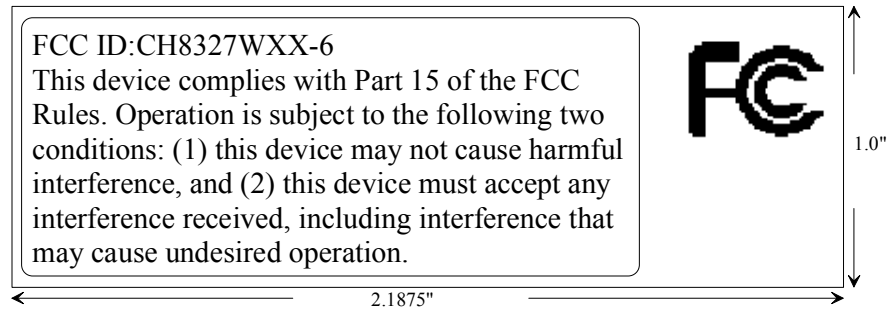 FCC ID:CH8327WXX-6
This device complies with Part 15 of the FCC
Rules. Operation is subject to the following two
conditions: (1) this device may not cause harmful
interference, and (2) this device must accept any
interference received, including interference that
may cause undesired operation.
FCC
1.0"
2.1875"